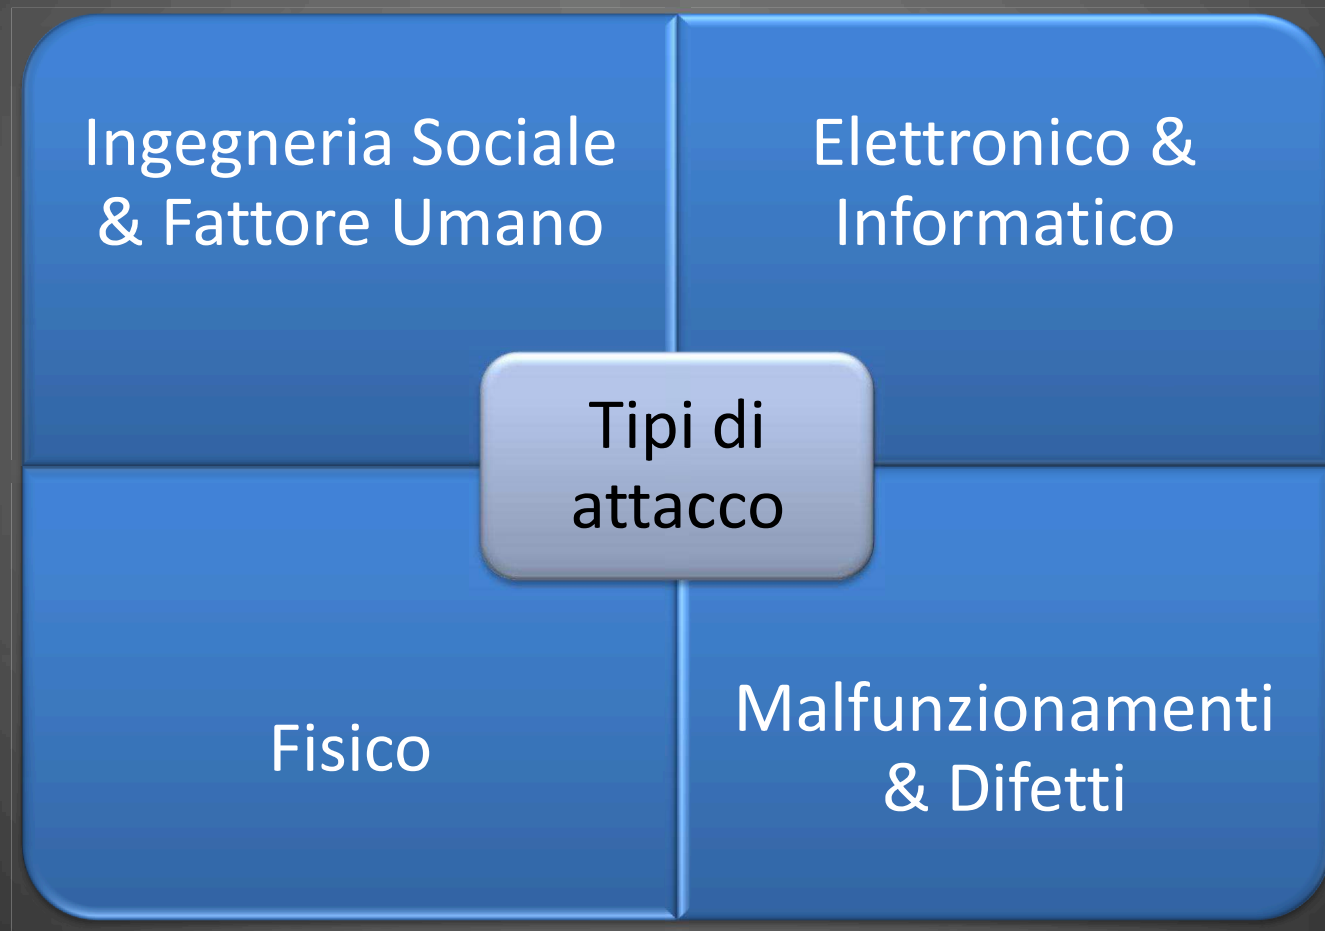 Ingegneria Sociale
& Fattore Umano
Elettronico &
Informatico
Tipi di
attacco
Fisico
Malfunzionamenti
& Difetti